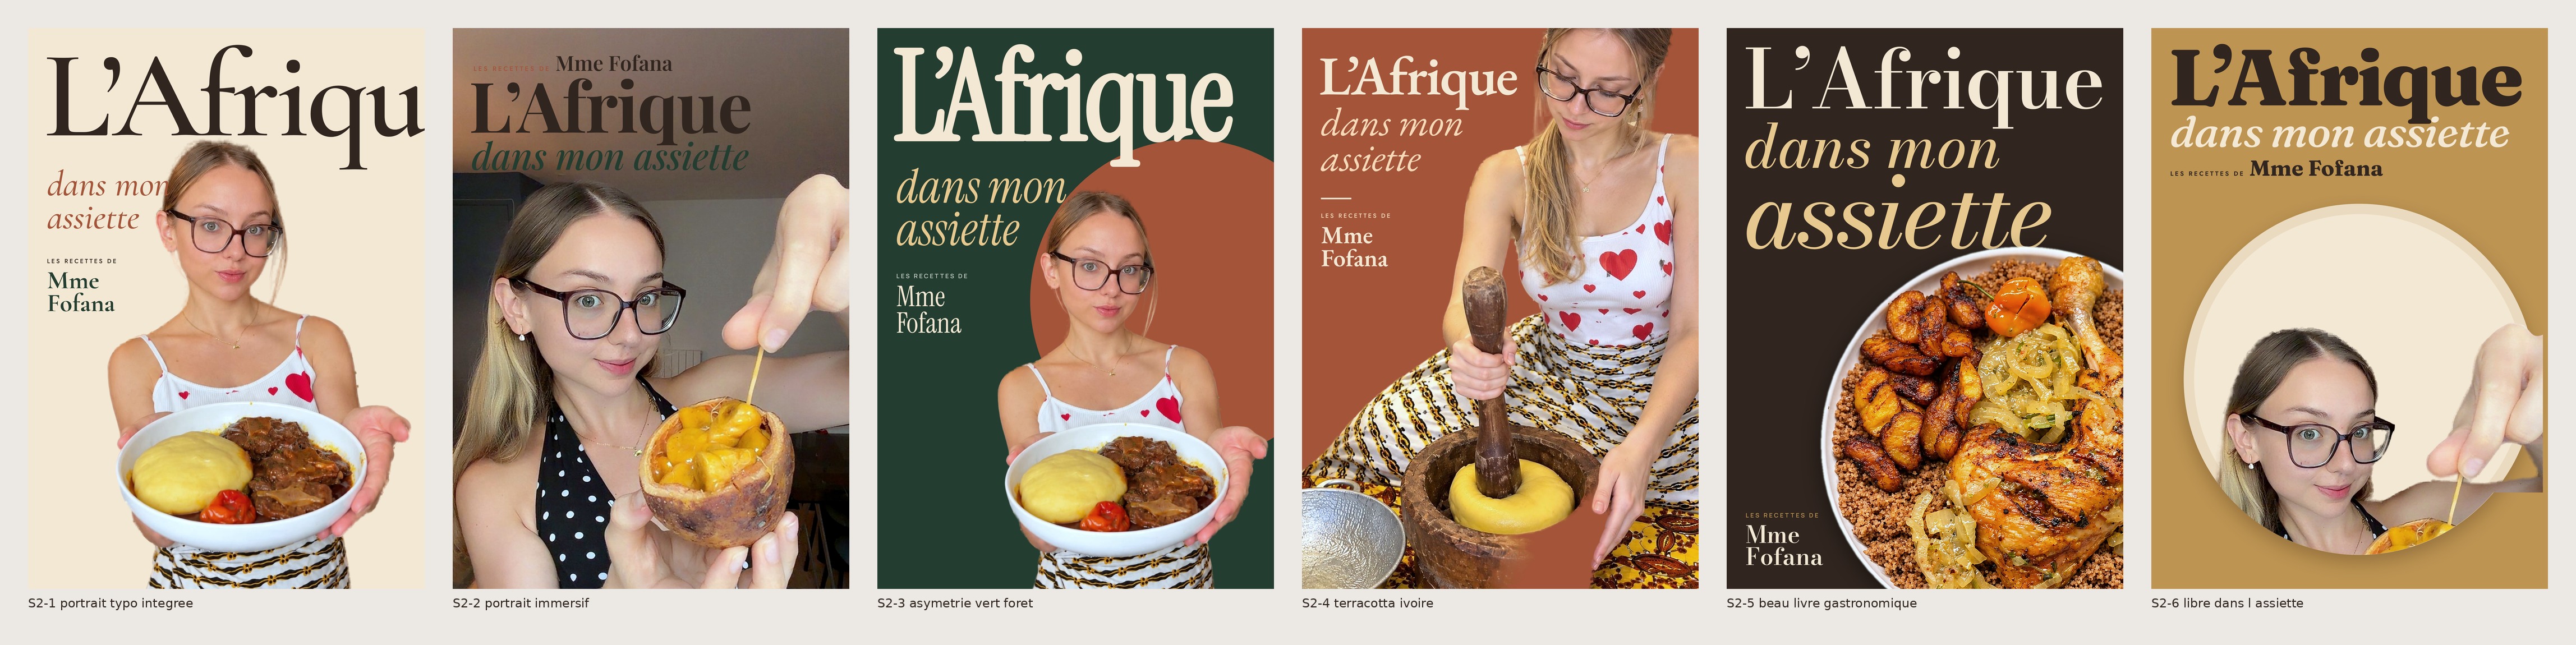 L'Afriqu
dans mon
assiette
LES RECETTES DE
Mme
Fofana
S2-1 portrait typo integree
LES RECETTES DE Mme Fofana
L'Afrique
dans mon assiette
S2-2 portrait immersif
L'Afrique
dans mon
assiette
LES RECETTES DE
Mme
Fofana
S2-3 asymetrie vert foret
L'Afrique
dans mon
assiette
LES RECETTES DE
Mme
Fofana
S2-4 terracotta ivoire
L'Afrique
dans mon
assiette
LES RECETTES DE
Mme
Fofana
S2-5 beau livre gastronomique
L'Afrique
dans mon assiette
LES RECETTES DE Mme Fofana
S2-6 libre dans l assiette